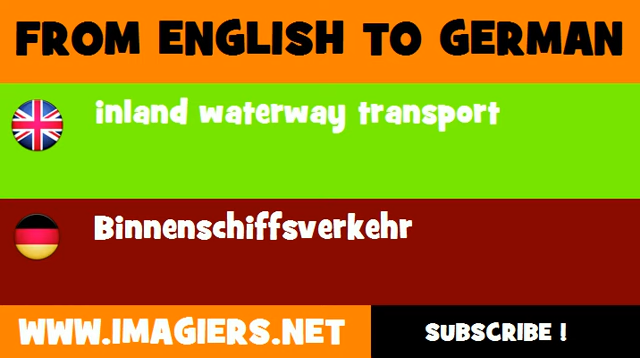 FROM ENGLISH TO GERMAN
inland waterway transport
Binnenschiffsverkehr
WWW.IMAGIERS.NET
SUBSCRIBE !